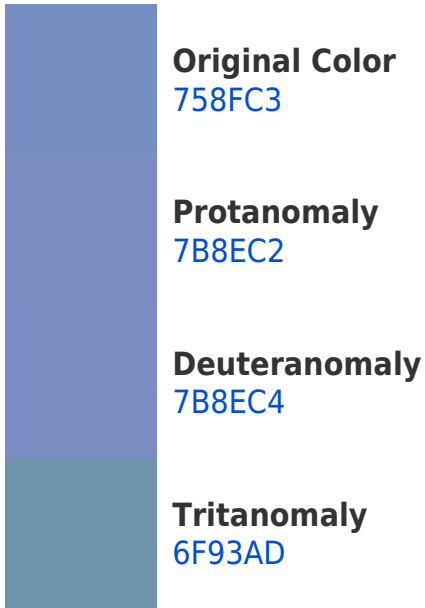 Original Color
758FC3
Protanomaly
7B8EC2
Deuteranomaly
7B8EC4
Tritanomaly
6F93AD